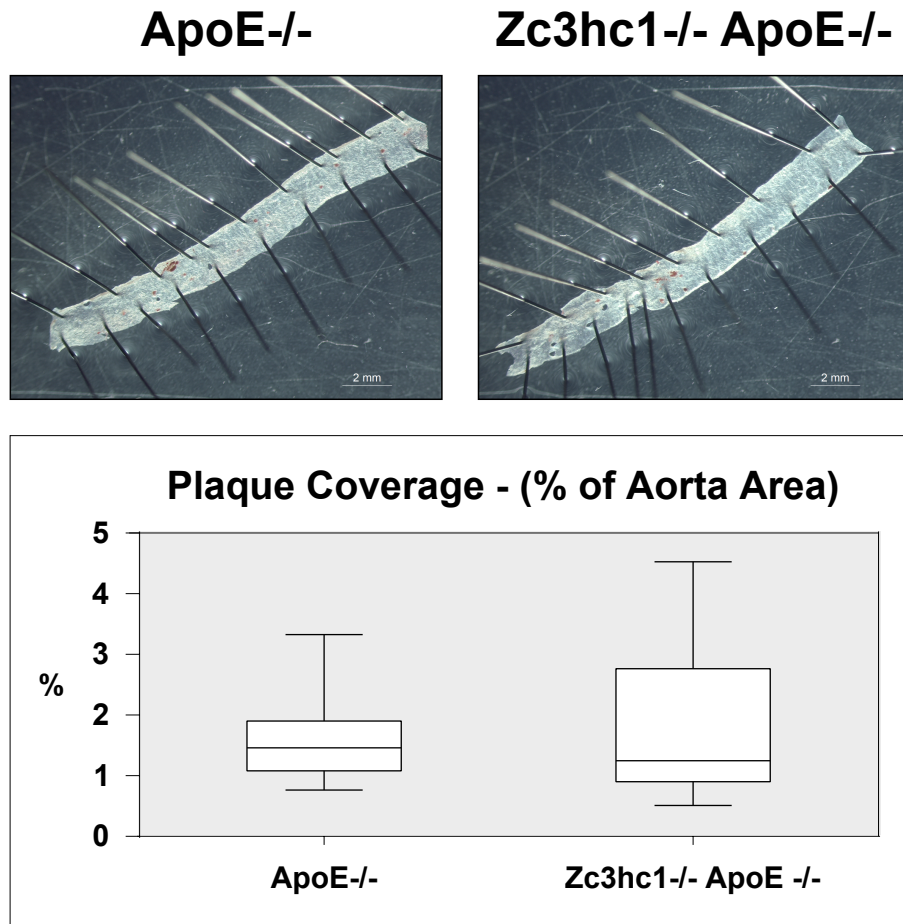 ApoE-/-
Zc3hc1-/- ApoE-/-
2 mm
2 mm
Plaque Coverage - (% of Aorta Area)
5
4
3
%
2
1
0
ApoE-/-
Zc3hc1-/- ApoE -/-